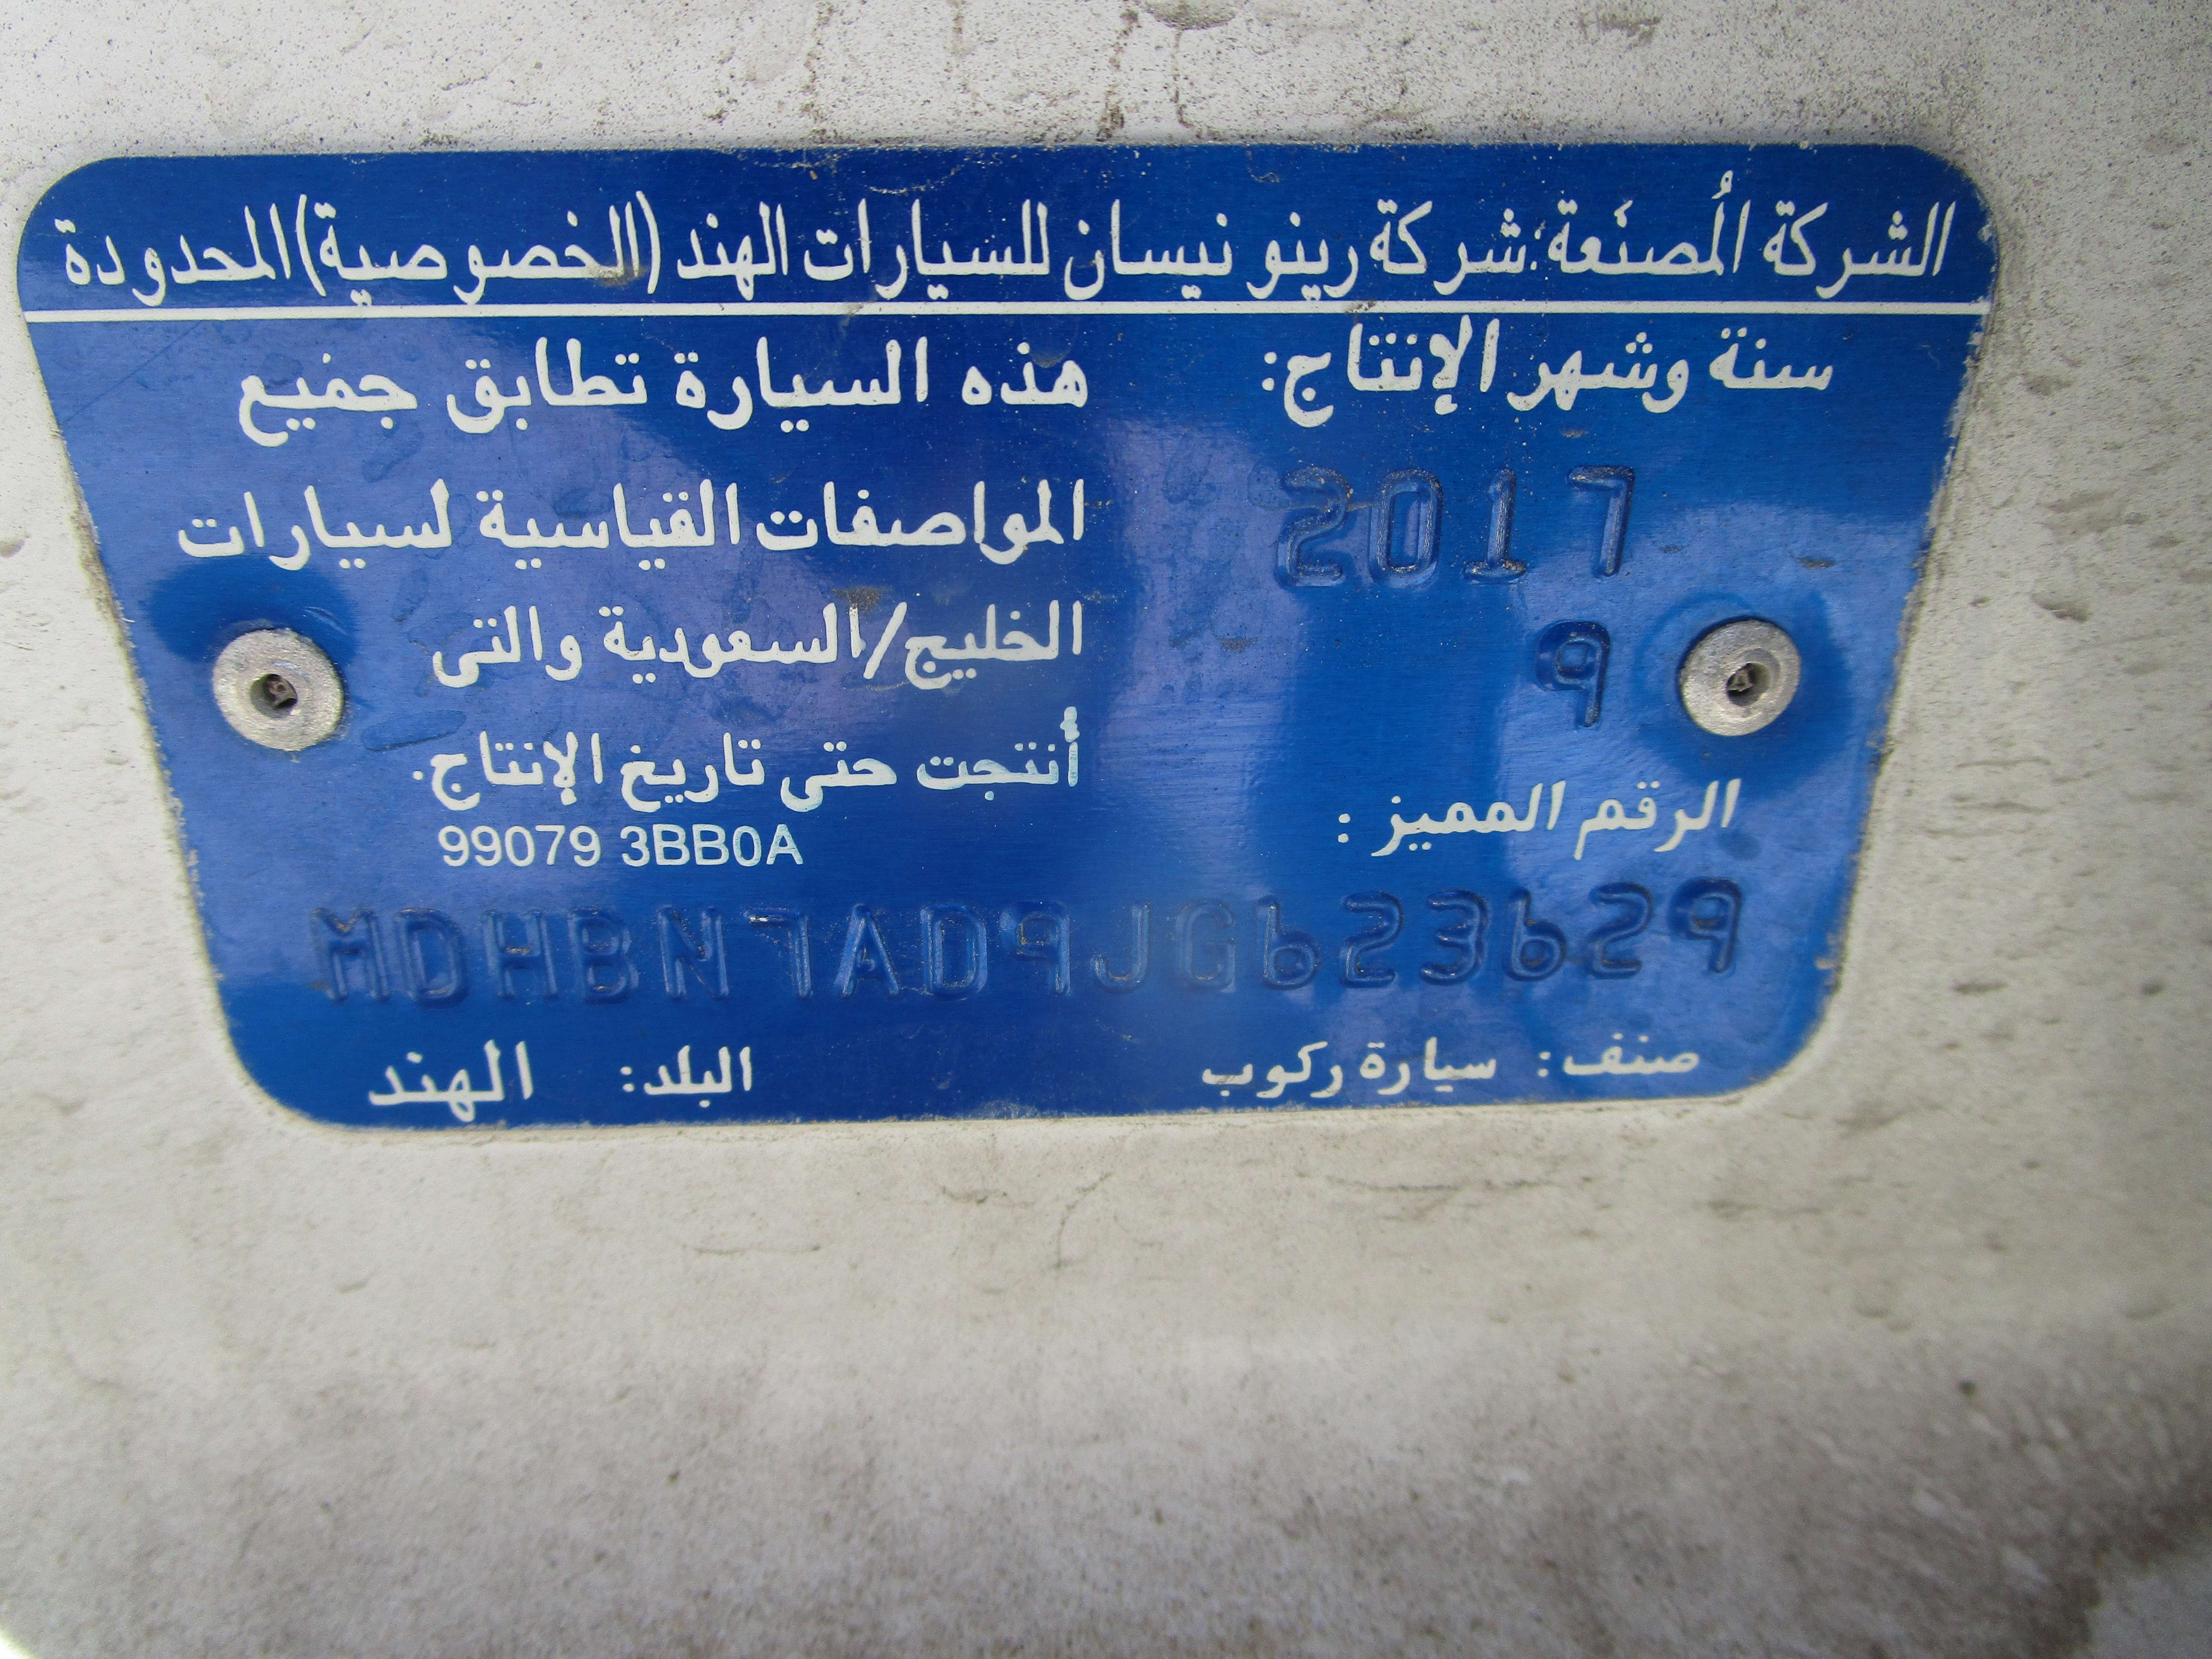 الشركة المُصنَعة: شركة رينو نيسان للسيارات الهند (الخصوصية) المحدودة
سنة وشهر الإنتاج:
2017
9
هذه السيارة تطابق جميع
المواصفات القياسية لسيارات
الخليج/السعودية والتى
أنتجت حتى تاريخ الإنتاج.
99079 3BB0A
الرقم المميز :
MDHBN7AD9JG623629
صنف: سيارة ركوب
البلد: الهند